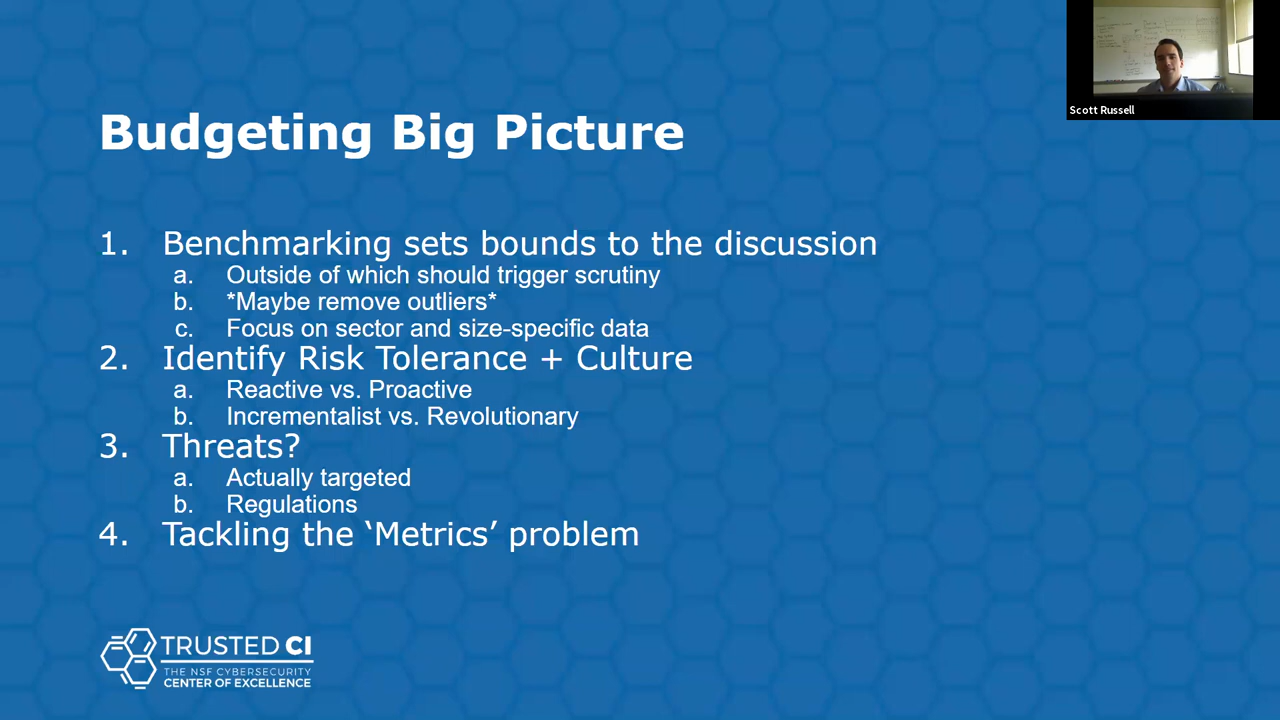 Scott Russell
Budgeting Big Picture
1. Benchmarking sets bounds to the discussion
a. Outside of which should trigger scrutiny
b. *Maybe remove outliers*
c. Focus on sector and size-specific data
2. Identify Risk Tolerance + Culture
a. Reactive vs. Proactive
b. Incrementalist vs. Revolutionary
3. Threats?
a. Actually targeted
b. Regulations
4. Tackling the ‘Metrics’ problem
TRUSTED CI
THE NSF CYBERSECURITY
CENTER OF EXCELLENCE